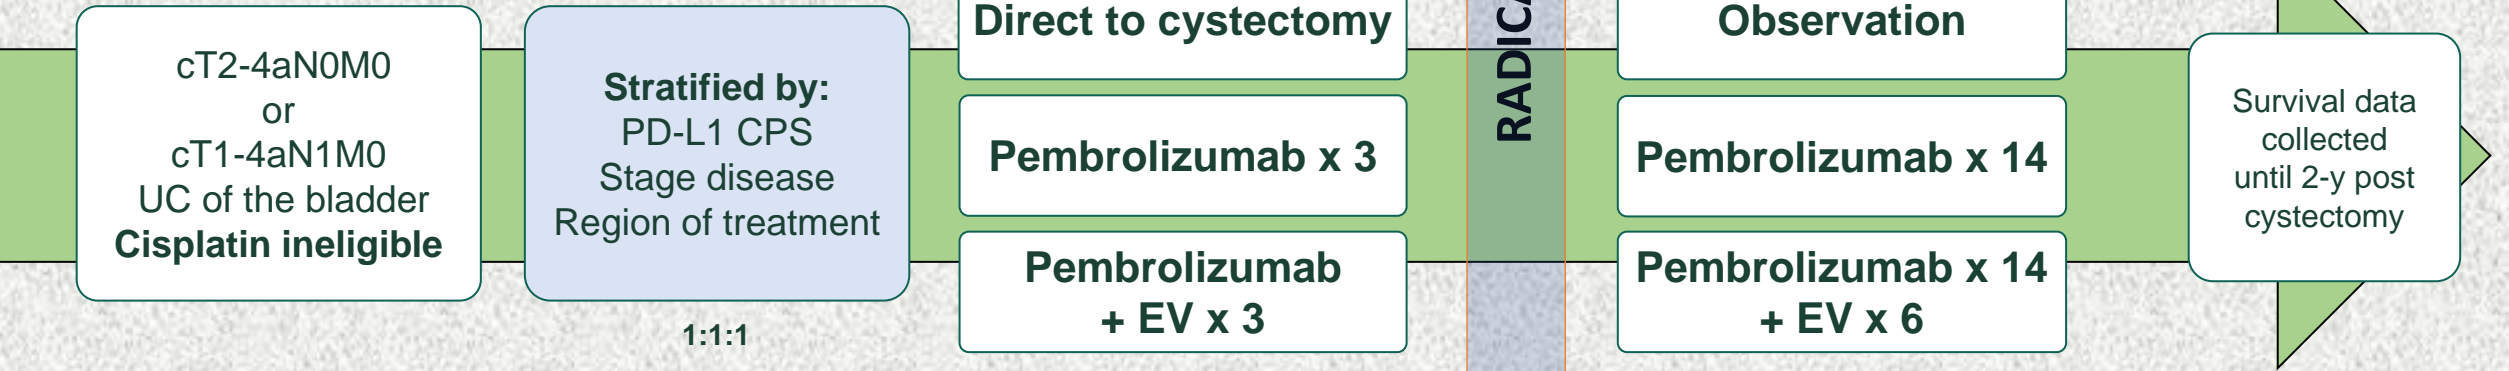 cT2-4aN0M0
or
cT1-4aN1M0
UC of the bladder
Cisplatin ineligible
Stratified by:
PD-L1 CPS
Stage disease
Region of treatment
1:1:1
Direct to cystectomy
Pembrolizumab x 3
Pembrolizumab
+ EV x 3
Observation
Pembrolizumab x 14
Pembrolizumab x 14
+ EV x 6
Survival data
collected
until 2-y post
cystectomy